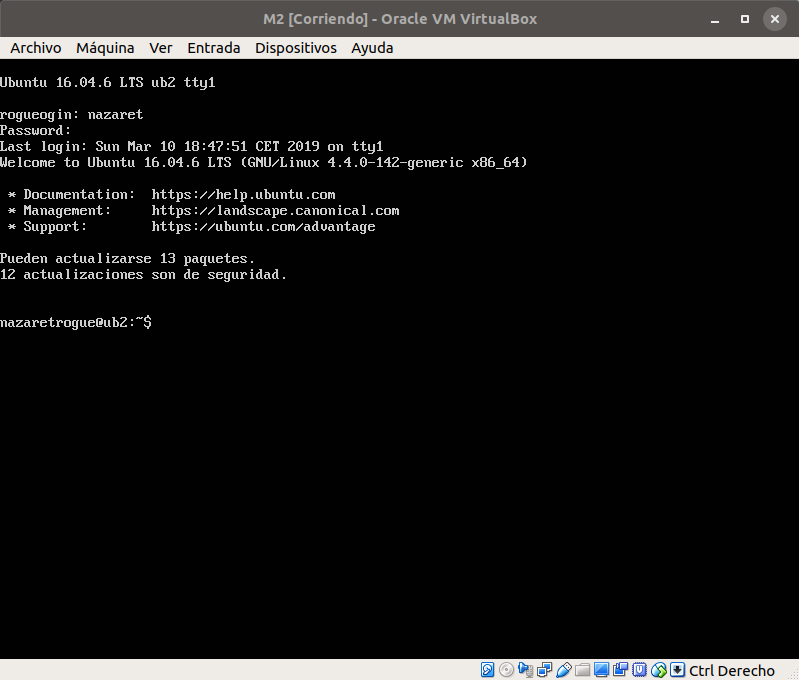 M2 [Corriendo] - Oracle VM VirtualBox
Archivo Máquina Ver Entrada Dispositivos Ayuda
Ubuntu 16.04.6 LTS ub2 tty1
rogueogin: nazaret
Password:
Last login: Sun Mar 10 18:47:51 CET 2019 on tty1
Welcome to Ubuntu 16.04.6 LTS (GNU/Linux 4.4.0-142-generic x86_64)
* Documentation: https://help.ubuntu.com
* Management: https://landscape.canonical.com
* Support: https://ubuntu.com/advantage
Pueden actualizarse 13 paquetes.
12 actualizaciones son de seguridad.
nazaretrogue@ub2:~$
Ctrl Derecho